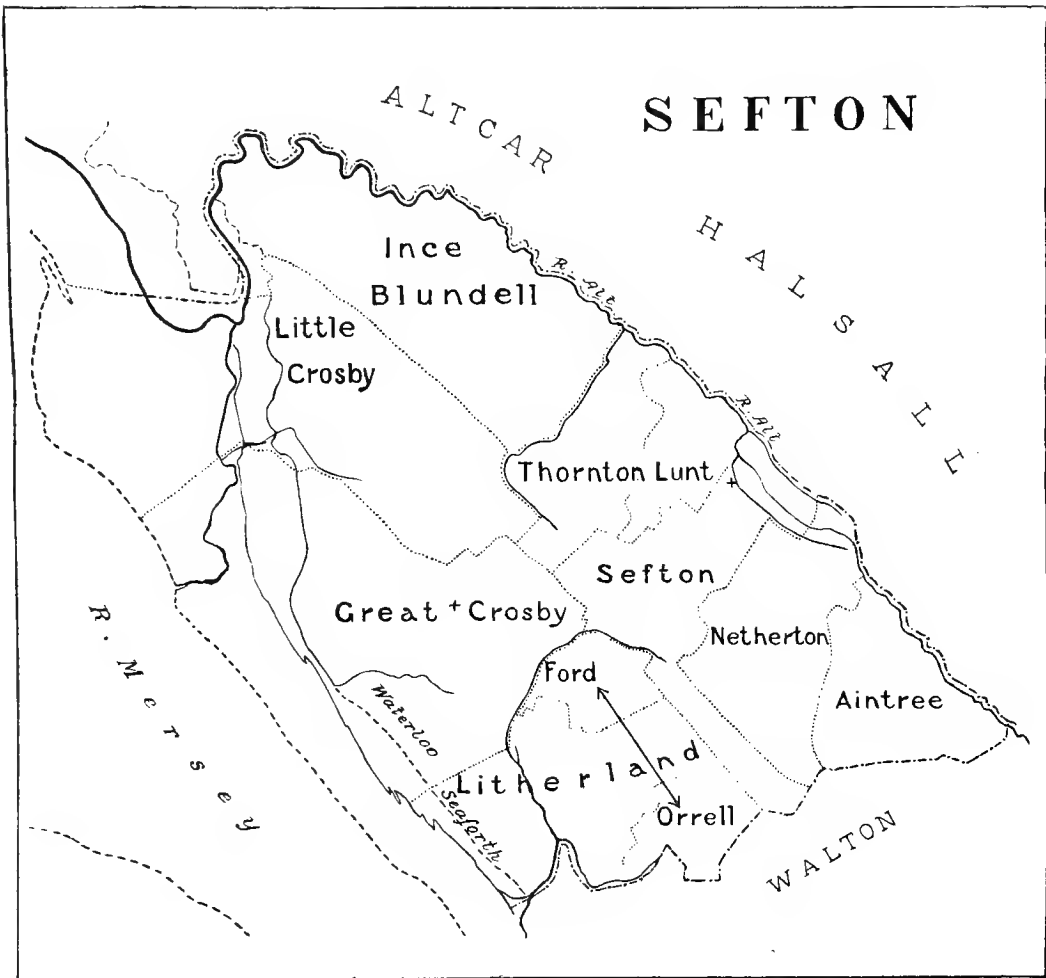 SEFTON
ALTCAR
HALSALL
Ince
Blundell
R. Alt
Little
Crosby
R. Alt
Thornton Lunt
Sefton
Great + Crosby
Netherton
R. Mersey
Ford
Aintree
Waterloo
Litherland
Seaforth
Orrell
WALTON